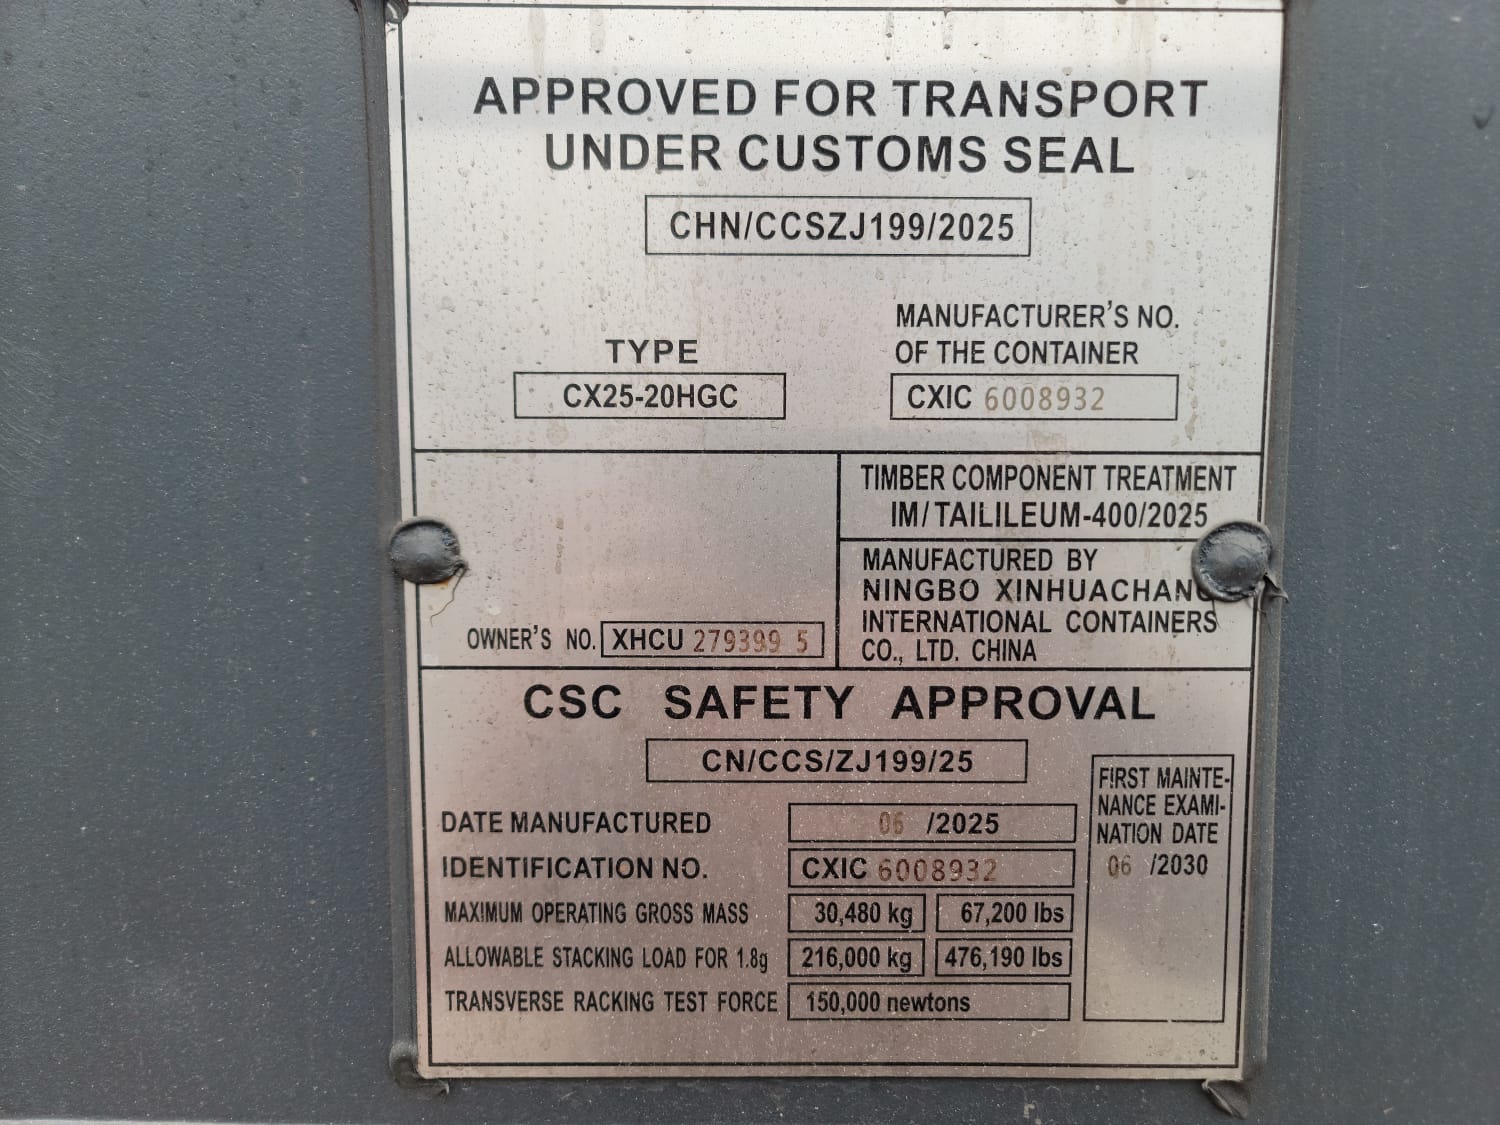 APPROVED FOR TRANSPORT
UNDER CUSTOMS SEAL
CHN/CCSZJ199/2025
TYPE
CX25-20HGC
MANUFACTURER'S NO.
OF THE CONTAINER
CXIC 6008932
TIMBER COMPONENT TREATMENT
IM/TAILILEUM-400/2025
MANUFACTURED BY
NINGBO XINHUACHANG
INTERNATIONAL CONTAINERS
CO., LTD. CHINA
OWNER'S NO. XHCU 279399 5
CSC SAFETY APPROVAL
CN/CCS/ZJ199/25
DATE MANUFACTURED 06 /2025
IDENTIFICATION NO. CXIC 6008932
MAXIMUM OPERATING GROSS MASS 30,480 kg 67,200 lbs
ALLOWABLE STACKING LOAD FOR 1.8g 216,000 kg 476,190 lbs
TRANSVERSE RACKING TEST FORCE 150,000 newtons
FIRST MAINTE-
NANCE EXAMI-
NATION DATE
06 /2030